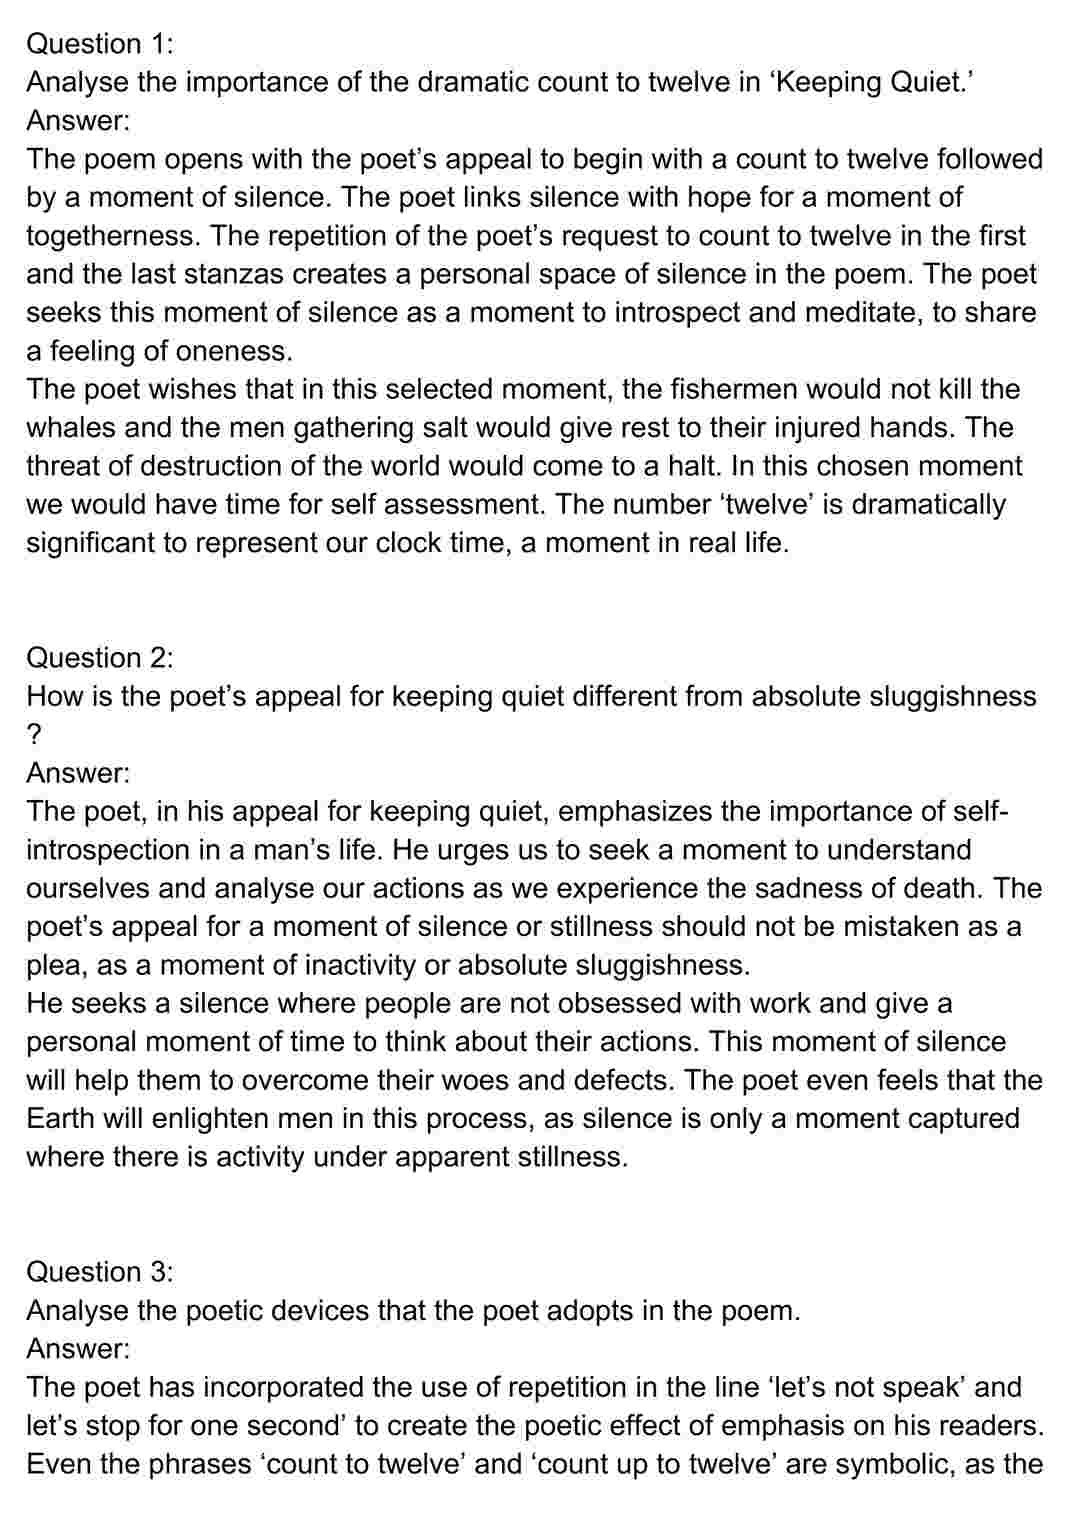 Question 1:
Analyse the importance of the dramatic count to twelve in ‘Keeping Quiet.’
Answer:
The poem opens with the poet’s appeal to begin with a count to twelve followed
by a moment of silence. The poet links silence with hope for a moment of
togetherness. The repetition of the poet’s request to count to twelve in the first
and the last stanzas creates a personal space of silence in the poem. The poet
seeks this moment of silence as a moment to introspect and meditate, to share
a feeling of oneness.
The poet wishes that in this selected moment, the fishermen would not kill the
whales and the men gathering salt would give rest to their injured hands. The
threat of destruction of the world would come to a halt. In this chosen moment
we would have time for self assessment. The number ‘twelve’ is dramatically
significant to represent our clock time, a moment in real life.
Question 2:
How is the poet’s appeal for keeping quiet different from absolute sluggishness
?
Answer:
The poet, in his appeal for keeping quiet, emphasizes the importance of self-
introspection in a man’s life. He urges us to seek a moment to understand
ourselves and analyse our actions as we experience the sadness of death. The
poet’s appeal for a moment of silence or stillness should not be mistaken as a
plea, as a moment of inactivity or absolute sluggishness.
He seeks a silence where people are not obsessed with work and give a
personal moment of time to think about their actions. This moment of silence
will help them to overcome their woes and defects. The poet even feels that the
Earth will enlighten men in this process, as silence is only a moment captured
where there is activity under apparent stillness.
Question 3:
Analyse the poetic devices that the poet adopts in the poem.
Answer:
The poet has incorporated the use of repetition in the line ‘let’s not speak’ and
let’s stop for one second’ to create the poetic effect of emphasis on his readers.
Even the phrases ‘count to twelve’ and ‘count up to twelve’ are symbolic, as the